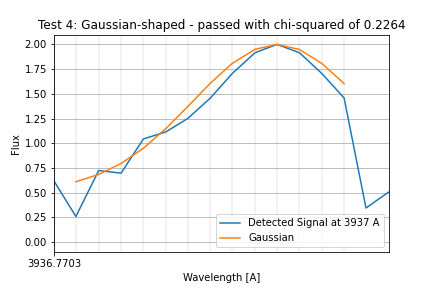 Test 4: Gaussian-shaped - passed with chi-squared of 0.2264
2.00
1.75
1.50
1.25
1.00
0.75
0.50
0.25
0.00
Flux
Detected Signal at 3937 A
Gaussian
3936.7703
Wavelength [A]